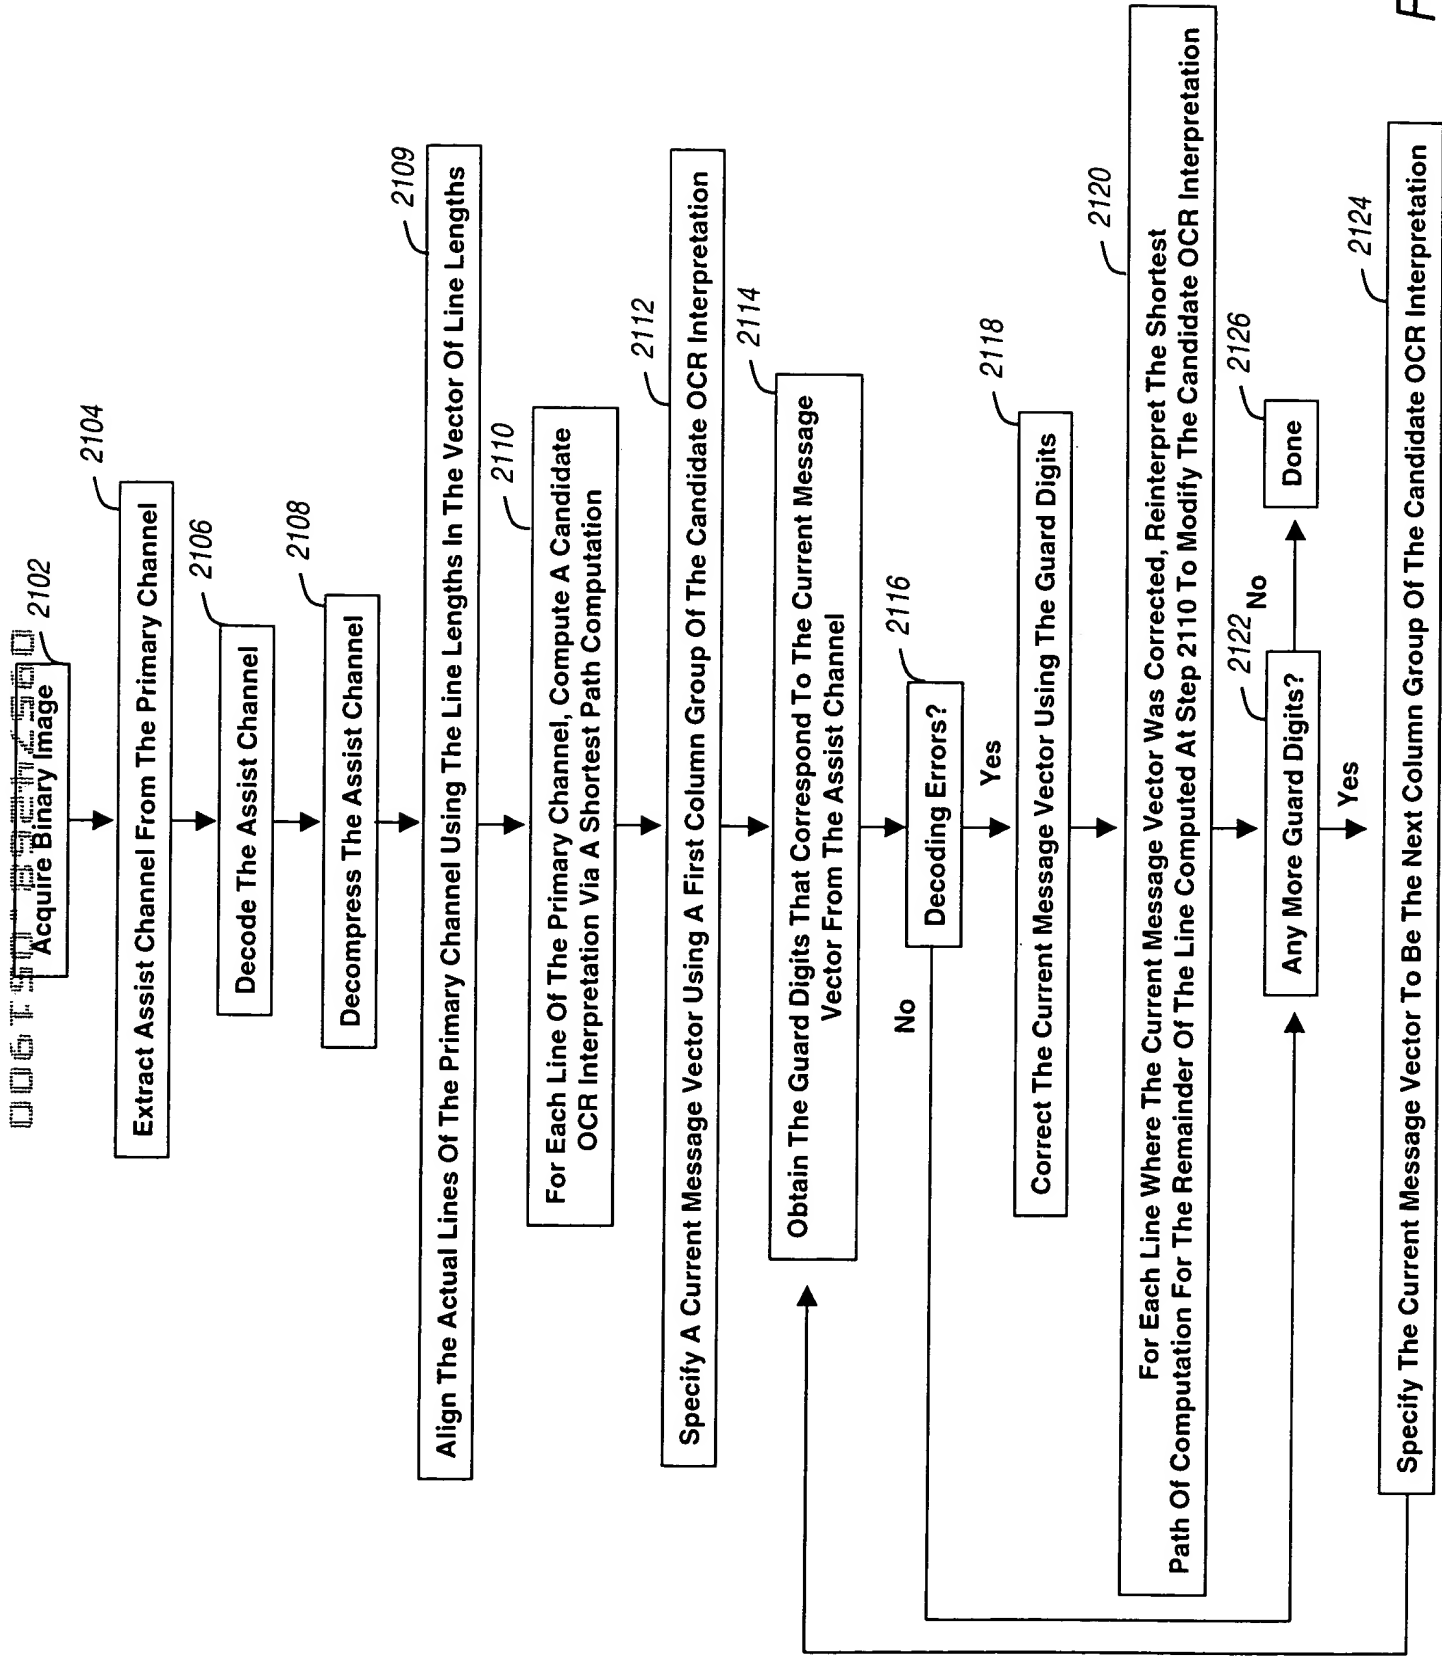 2102
Acquire Binary Image
2104
Extract Assist Channel From The Primary Channel
2106
Decode The Assist Channel
2108
Decompress The Assist Channel
2109
Align The Actual Lines Of The Primary Channel Using The Line Lengths In The Vector Of Line Lengths
2110
For Each Line Of The Primary Channel, Compute A Candidate
OCR Interpretation Via A Shortest Path Computation
2112
Specify A Current Message Vector Using A First Column Group Of The Candidate OCR Interpretation
2114
Obtain The Guard Digits That Correspond To The Current Message
Vector From The Assist Channel
2116
Decoding Errors?
No
Yes
2118
Correct The Current Message Vector Using The Guard Digits
2120
For Each Line Where The Current Message Vector Was Corrected, Reinterpret The Shortest
Path Of Computation For The Remainder Of The Line Computed At Step 2110 To Modify The Candidate OCR Interpretation
2122
Any More Guard Digits?
No
2126
Done
Yes
2124
Specify The Current Message Vector To Be The Next Column Group Of The Candidate OCR Interpretation